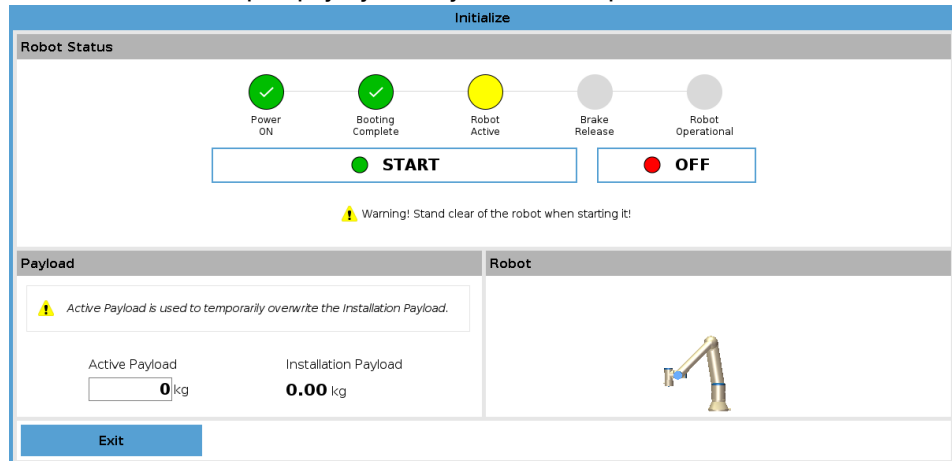 Initialize
Robot Status
Power
ON
Booting
Complete
Robot
Active
Brake
Release
Robot
Operational
START
OFF
Warning! Stand clear of the robot when starting it!
Payload
Robot
Active Payload is used to temporarily overwrite the Installation Payload.
Active Payload
Installation Payload
0 kg
0.00 kg
Exit